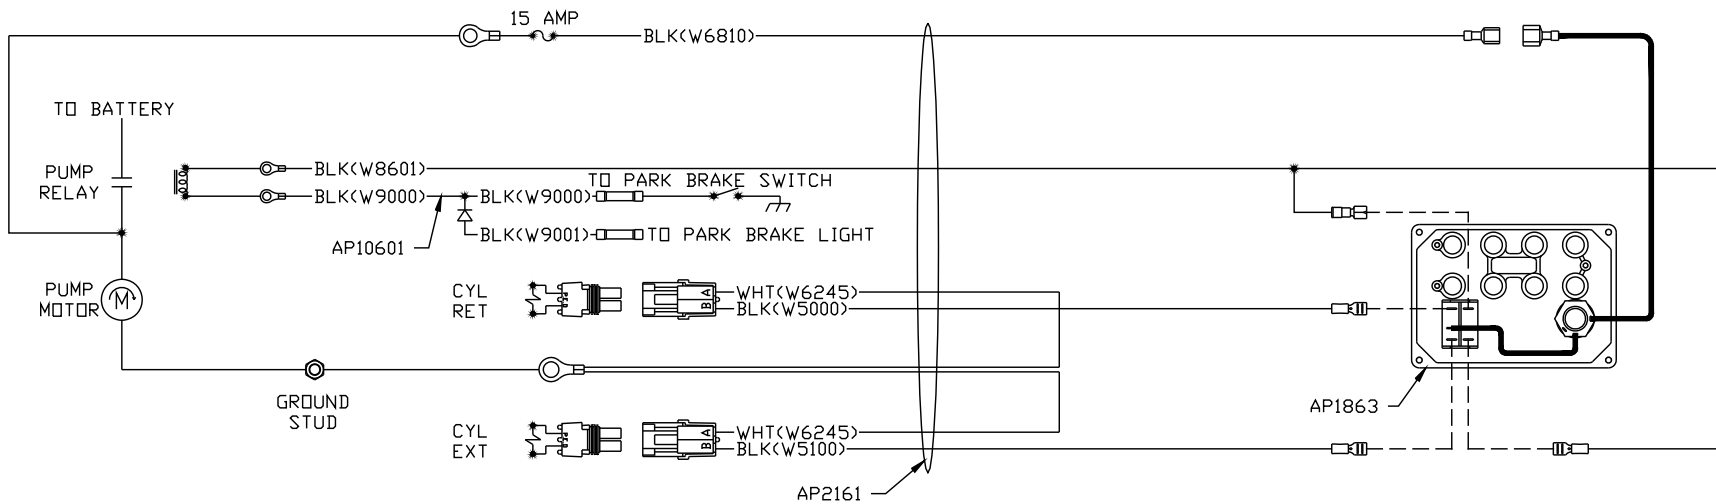 15 AMP
BLK(W6810)
TO BATTERY
PUMP
RELAY
BLK(W8601)
BLK(W9000)
BLK(W9000)
TO PARK BRAKE SWITCH
AP10601
BLK(W9001)
TO PARK BRAKE LIGHT
PUMP
MOTOR
M
CYL
RET
A
B
WHT(W6245)
BLK(W5000)
GROUND
STUD
AP1863
CYL
EXT
A
B
WHT(W6245)
BLK(W5100)
AP2161